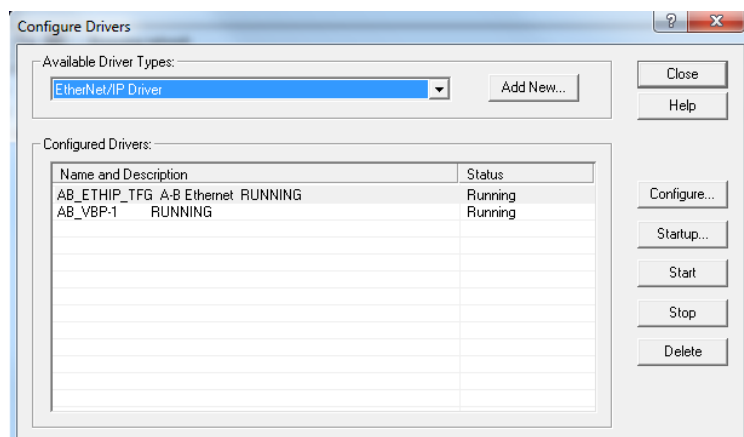 Configure Drivers
? X
Available Driver Types:
EtherNet/IP Driver
Add New...
Close
Help
Configured Drivers:
Name and Description Status
AB_ETHIP_TFG A-B Ethernet RUNNING Running
AB_VBP-1 RUNNING Running
Configure...
Startup...
Start
Stop
Delete